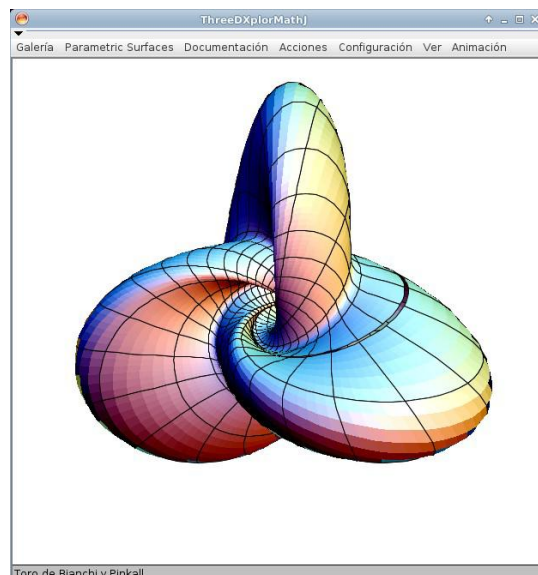 ThreeDXplorMathJ
Galería Parametric Surfaces Documentación Acciones Configuración Ver Animación
Toro de Bianchi y Pinkall